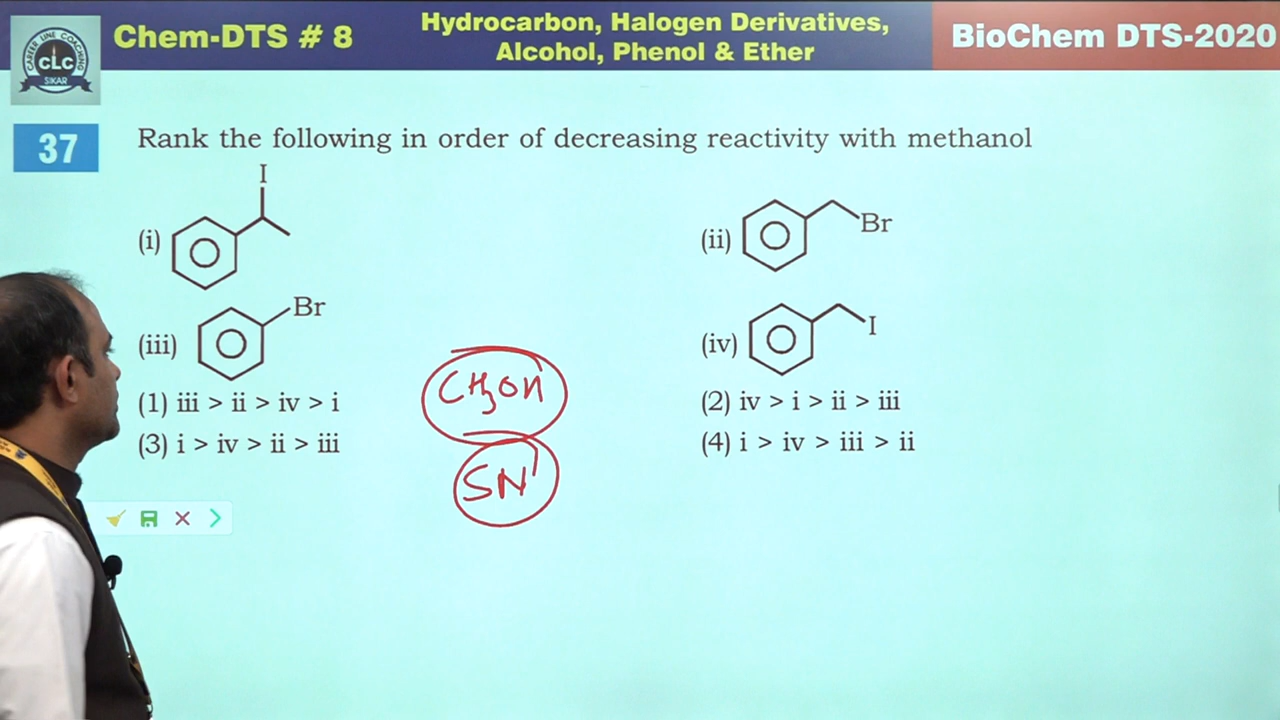 CAREER LINE COACHING
cLc
SIKAR
Chem-DTS # 8
Hydrocarbon, Halogen Derivatives,
Alcohol, Phenol & Ether
BioChem DTS-2020
37
Rank the following in order of decreasing reactivity with methanol
I
(i)
(ii)
Br
(iii)
Br
(iv)
I
(1) iii > ii > iv > i
(2) iv > i > ii > iii
(3) i > iv > ii > iii
(4) i > iv > iii > ii
CH3OH
SN1